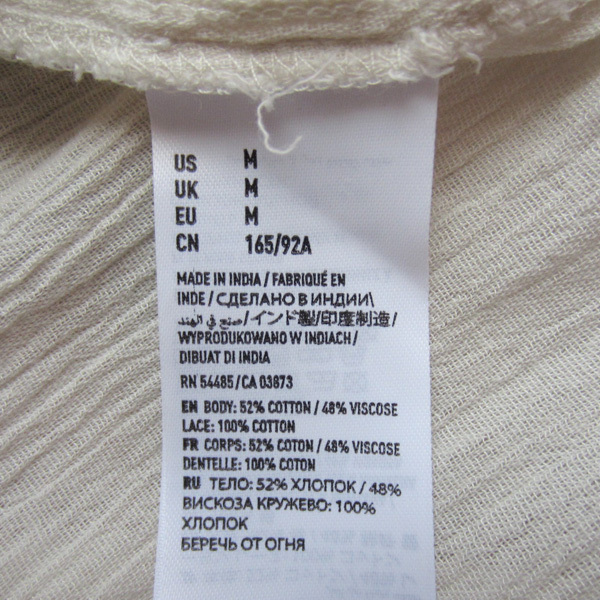 US M
UK M
EU M
CN 165/92A
MADE IN INDIA / FABRIQUÉ EN
INDE / СДЕЛАНО В ИНДИИ\
صنع في الهند/インド製/印度制造/
WYPRODUKOWANO W INDIACH /
DIBUAT DI INDIA
RN 54485/CA 03873
EN BODY: 52% COTTON / 48% VISCOSE
LACE: 100% COTTON
FR CORPS: 52% COTON / 48% VISCOSE
DENTELLE: 100% COTON
RU ТЕЛО: 52% ХЛОПОК / 48%
ВИСКОЗА КРУЖЕВО: 100%
ХЛОПОК
БЕРЕЧЬ ОТ ОГНЯ